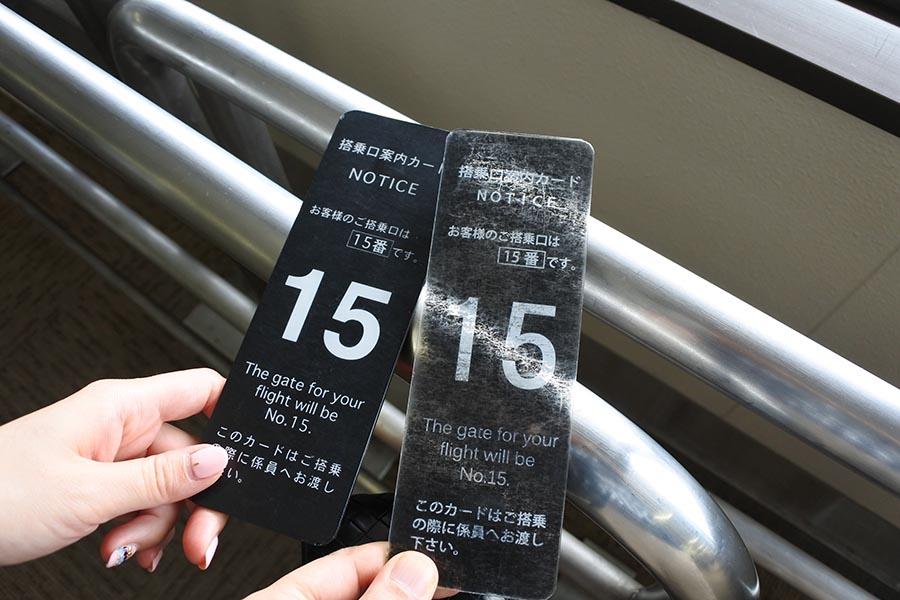 搭乗口案内カー
NOTICE
お客様のご搭乗口は
15番です。
15
The gate for your
flight will be
No.15.
このカードはご搭乗
際に係員へお渡し
い。
搭乗口案内カード
NOTICE
お客様のご搭乗口は
15番です。
15
The gate for your
flight will be
No.15.
このカードはご搭乗
の際に係員へお渡し
下さい。